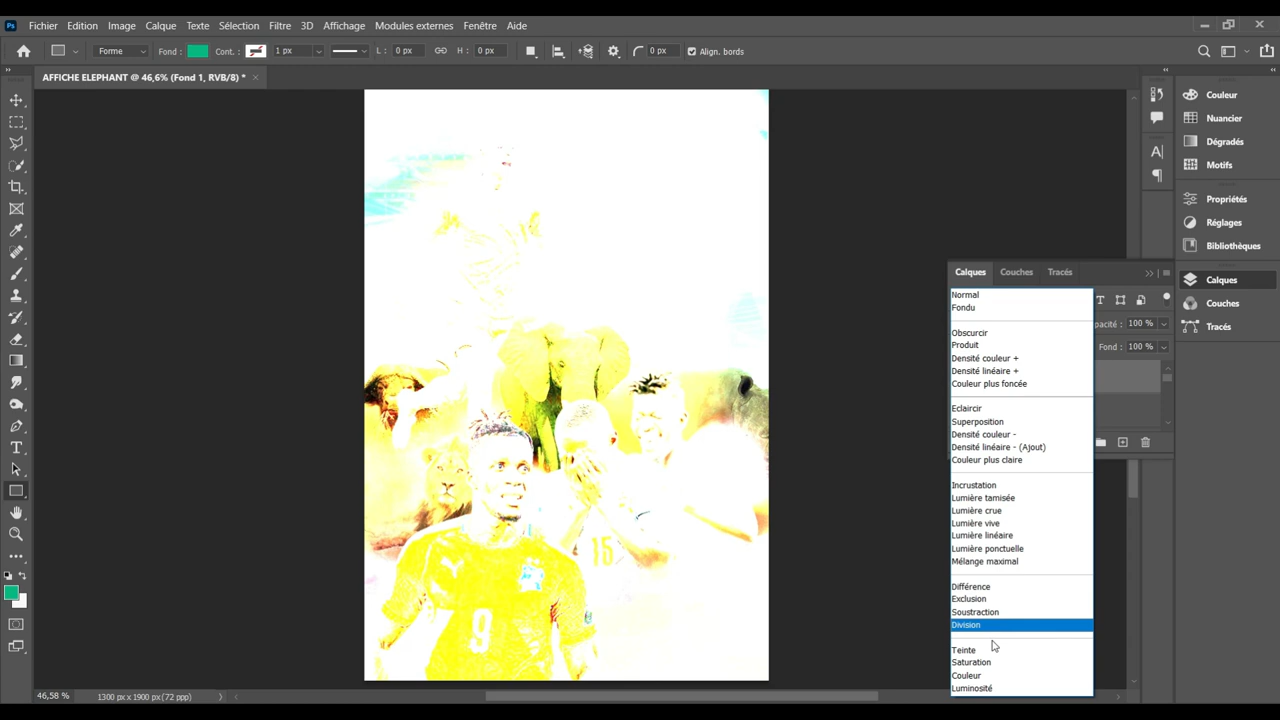 Ps Fichier Edition Image Calque Texte Sélection Filtre 3D Affichage Modules externes Fenêtre Aide
Forme Fond : Cont. : 1 px L : 0 px H : 0 px 0 px Align. bords
AFFICHE ELEPHANT @ 46,6% (Fond 1, RVB/8) * ×
Couleur
Nuancier
Dégradés
Motifs
Propriétés
Réglages
Bibliothèques
Calques
Couches
Tracés
Calques Couches Tracés
Normal
Fondu
Obscurcir
Produit
Densité couleur +
Densité linéaire +
Couleur plus foncée
Eclaircir
Superposition
Densité couleur -
Densité linéaire - (Ajout)
Couleur plus claire
Incrustation
Lumière tamisée
Lumière crue
Lumière vive
Lumière linéaire
Lumière ponctuelle
Mélange maximal
Différence
Exclusion
Soustraction
Division
Teinte
Saturation
Couleur
Luminosité
pacité : 100 %
Fond : 100 %
15
9
46,58 % 1300 px x 1900 px (72 ppp)